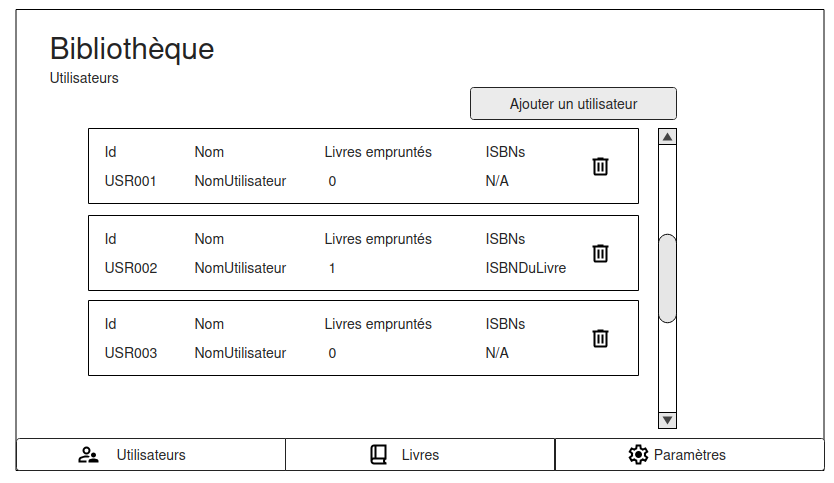 Bibliothèque
Utilisateurs
Ajouter un utilisateur
Id Nom Livres empruntés ISBNs
USR001 NomUtilisateur 0 N/A
Id Nom Livres empruntés ISBNs
USR002 NomUtilisateur 1 ISBNDuLivre
Id Nom Livres empruntés ISBNs
USR003 NomUtilisateur 0 N/A
Utilisateurs Livres Paramètres